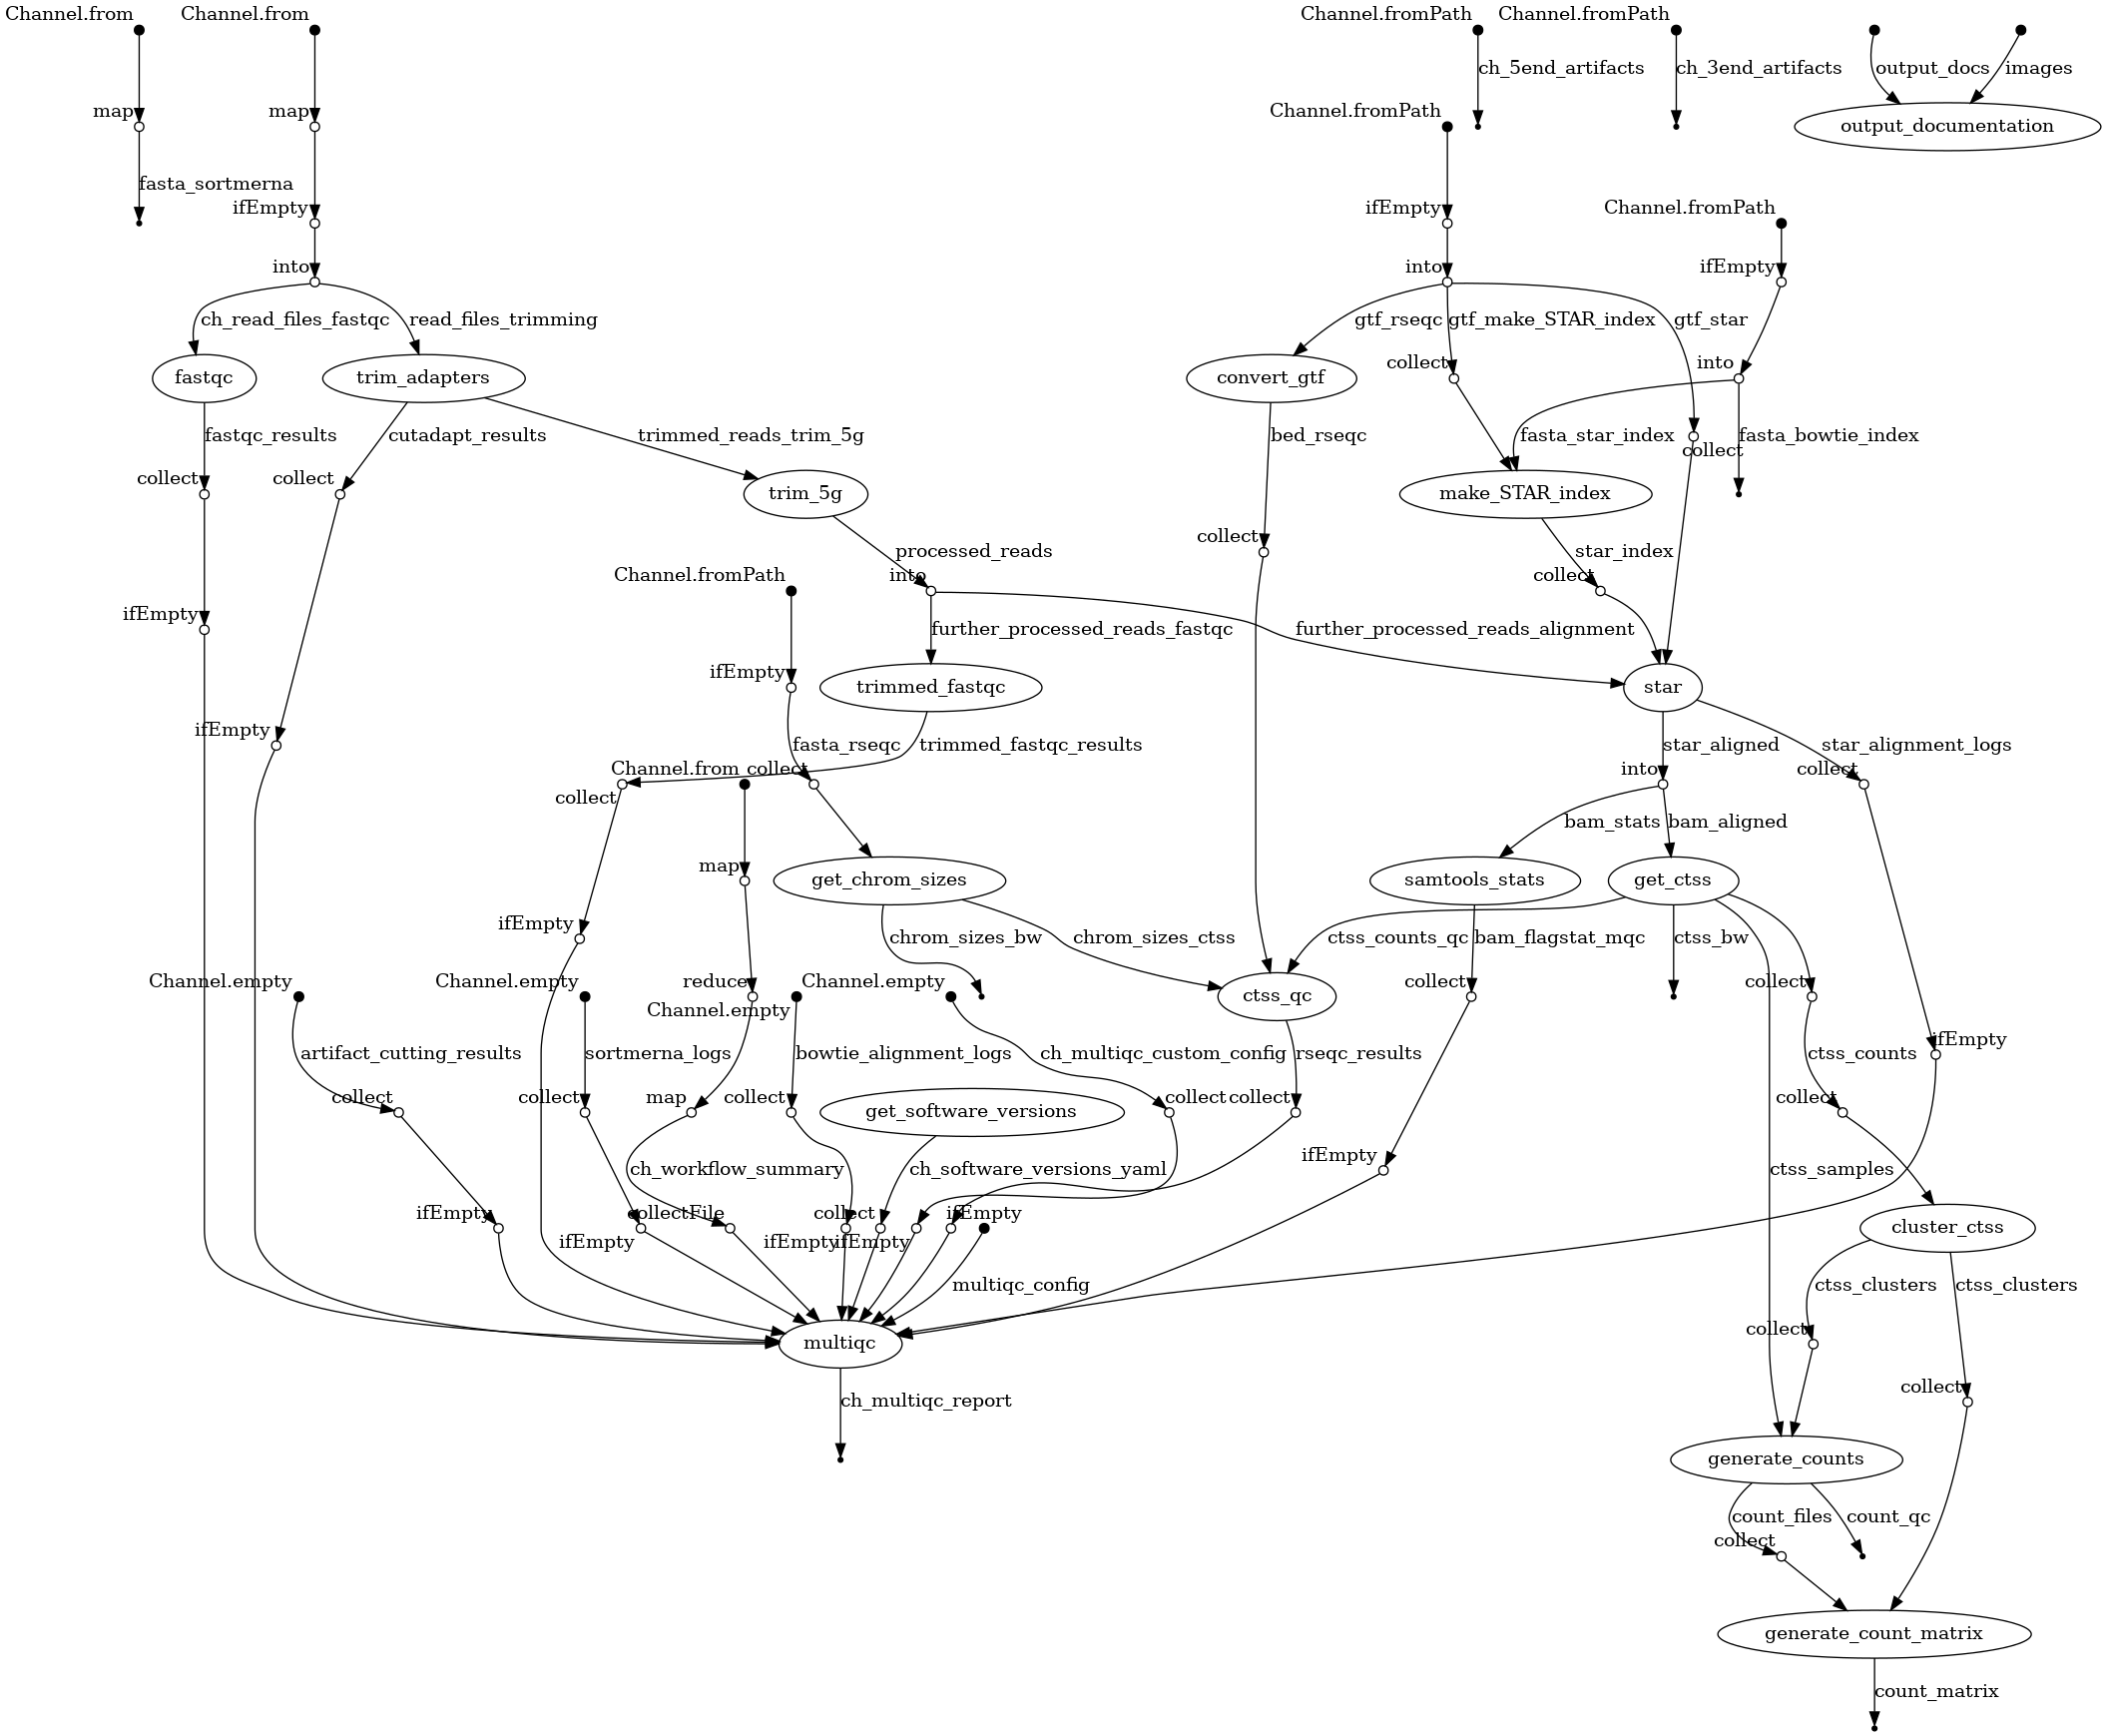 Channel.from
Channel.from
Channel.fromPath
Channel.fromPath
ch_5end_artifacts
ch_3end_artifacts
output_docs
images
map
map
Channel.fromPath
output_documentation
fasta_sortmerna
ifEmpty
ifEmpty
Channel.fromPath
into
into
ifEmpty
ch_read_files_fastqc
read_files_trimming
gtf_rseqc
gtf_make_STAR_index
gtf_star
collect
into
fastqc
trim_adapters
convert_gtf
fastqc_results
cutadapt_results
trimmed_reads_trim_5g
bed_rseqc
fasta_star_index
fasta_bowtie_index
collect
collect
collect
trim_5g
make_STAR_index
collect
processed_reads
star_index
Channel.fromPath
into
collect
ifEmpty
further_processed_reads_fastqc
further_processed_reads_alignment
ifEmpty
trimmed_fastqc
star
ifEmpty
fasta_rseqc
trimmed_fastqc_results
star_aligned
star_alignment_logs
Channel.from
collect
into
collect
collect
bam_stats
bam_aligned
map
get_chrom_sizes
samtools_stats
get_ctss
ifEmpty
chrom_sizes_bw
chrom_sizes_ctss
ctss_counts_qc
bam_flagstat_mqc
ctss_bw
Channel.empty
Channel.empty
reduce
Channel.empty
ctss_qc
collect
collect
Channel.empty
ifEmpty
artifact_cutting_results
sortmerna_logs
bowtie_alignment_logs
ch_multiqc_custom_config
rseqc_results
ctss_counts
collect
collect
map
collect
get_software_versions
collect
collect
collect
ifEmpty
ch_workflow_summary
ch_software_versions_yaml
ctss_samples
ifEmpty
collectFile
collect
ifEmpty
cluster_ctss
ifEmpty
ifEmpty
ifEmpty
multiqc_config
ctss_clusters
ctss_clusters
collect
multiqc
collect
ch_multiqc_report
generate_counts
count_files
count_qc
collect
generate_count_matrix
count_matrix